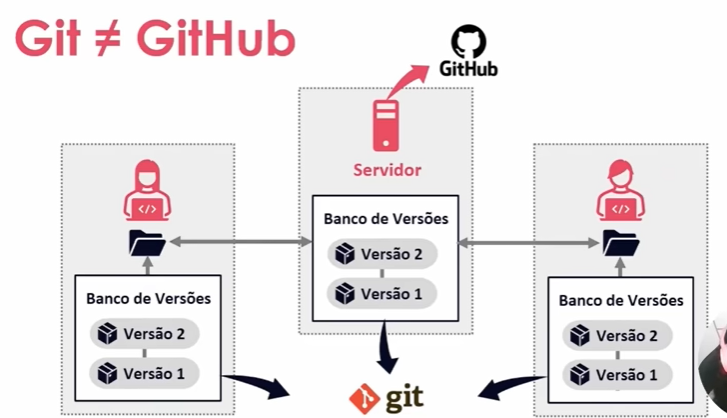 Git ≠ GitHub
GitHub
Servidor
Banco de Versões
Versão 2
Versão 1
Banco de Versões
Versão 2
Versão 1
Banco de Versões
Versão 2
Versão 1
git